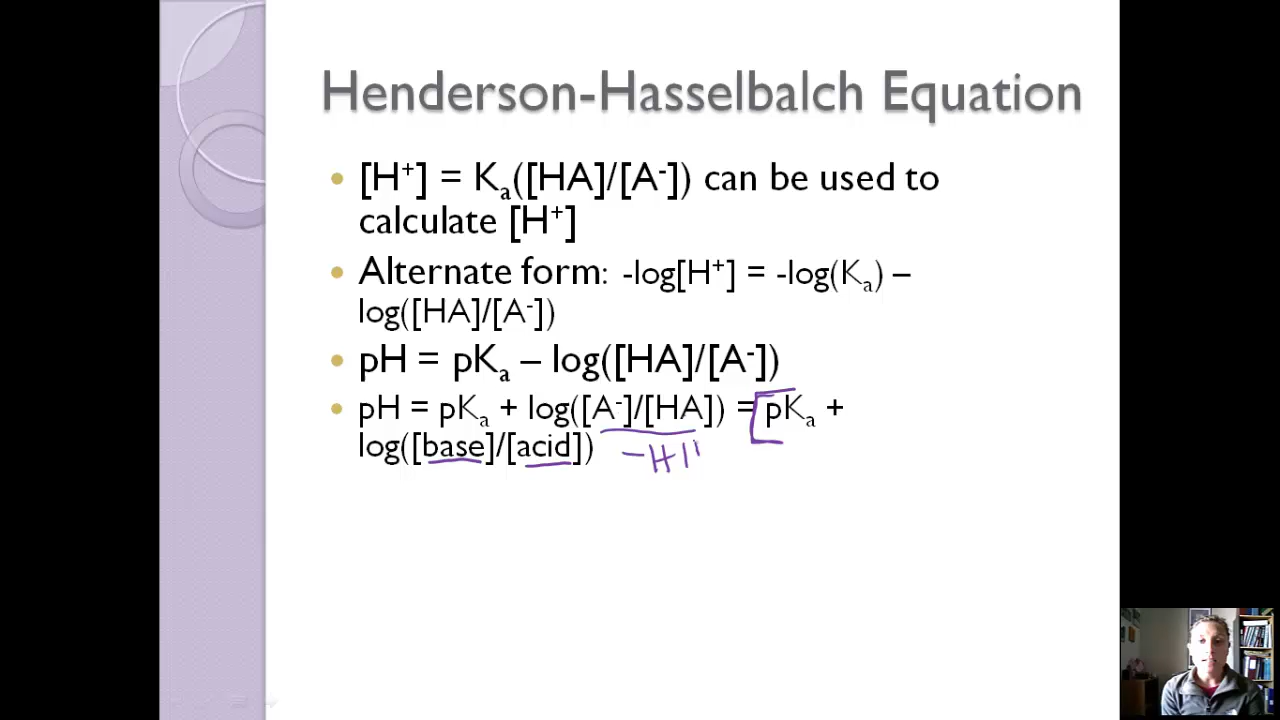 Henderson-Hasselbalch Equation
[H⁺] = Kₐ([HA]/[A⁻]) can be used to
calculate [H⁺]
Alternate form: -log[H⁺] = -log(Kₐ) –
log([HA]/[A⁻])
pH = pKₐ – log([HA]/[A⁻])
pH = pKₐ + log([A⁻]/[HA]) = pKₐ +
log([base]/[acid])